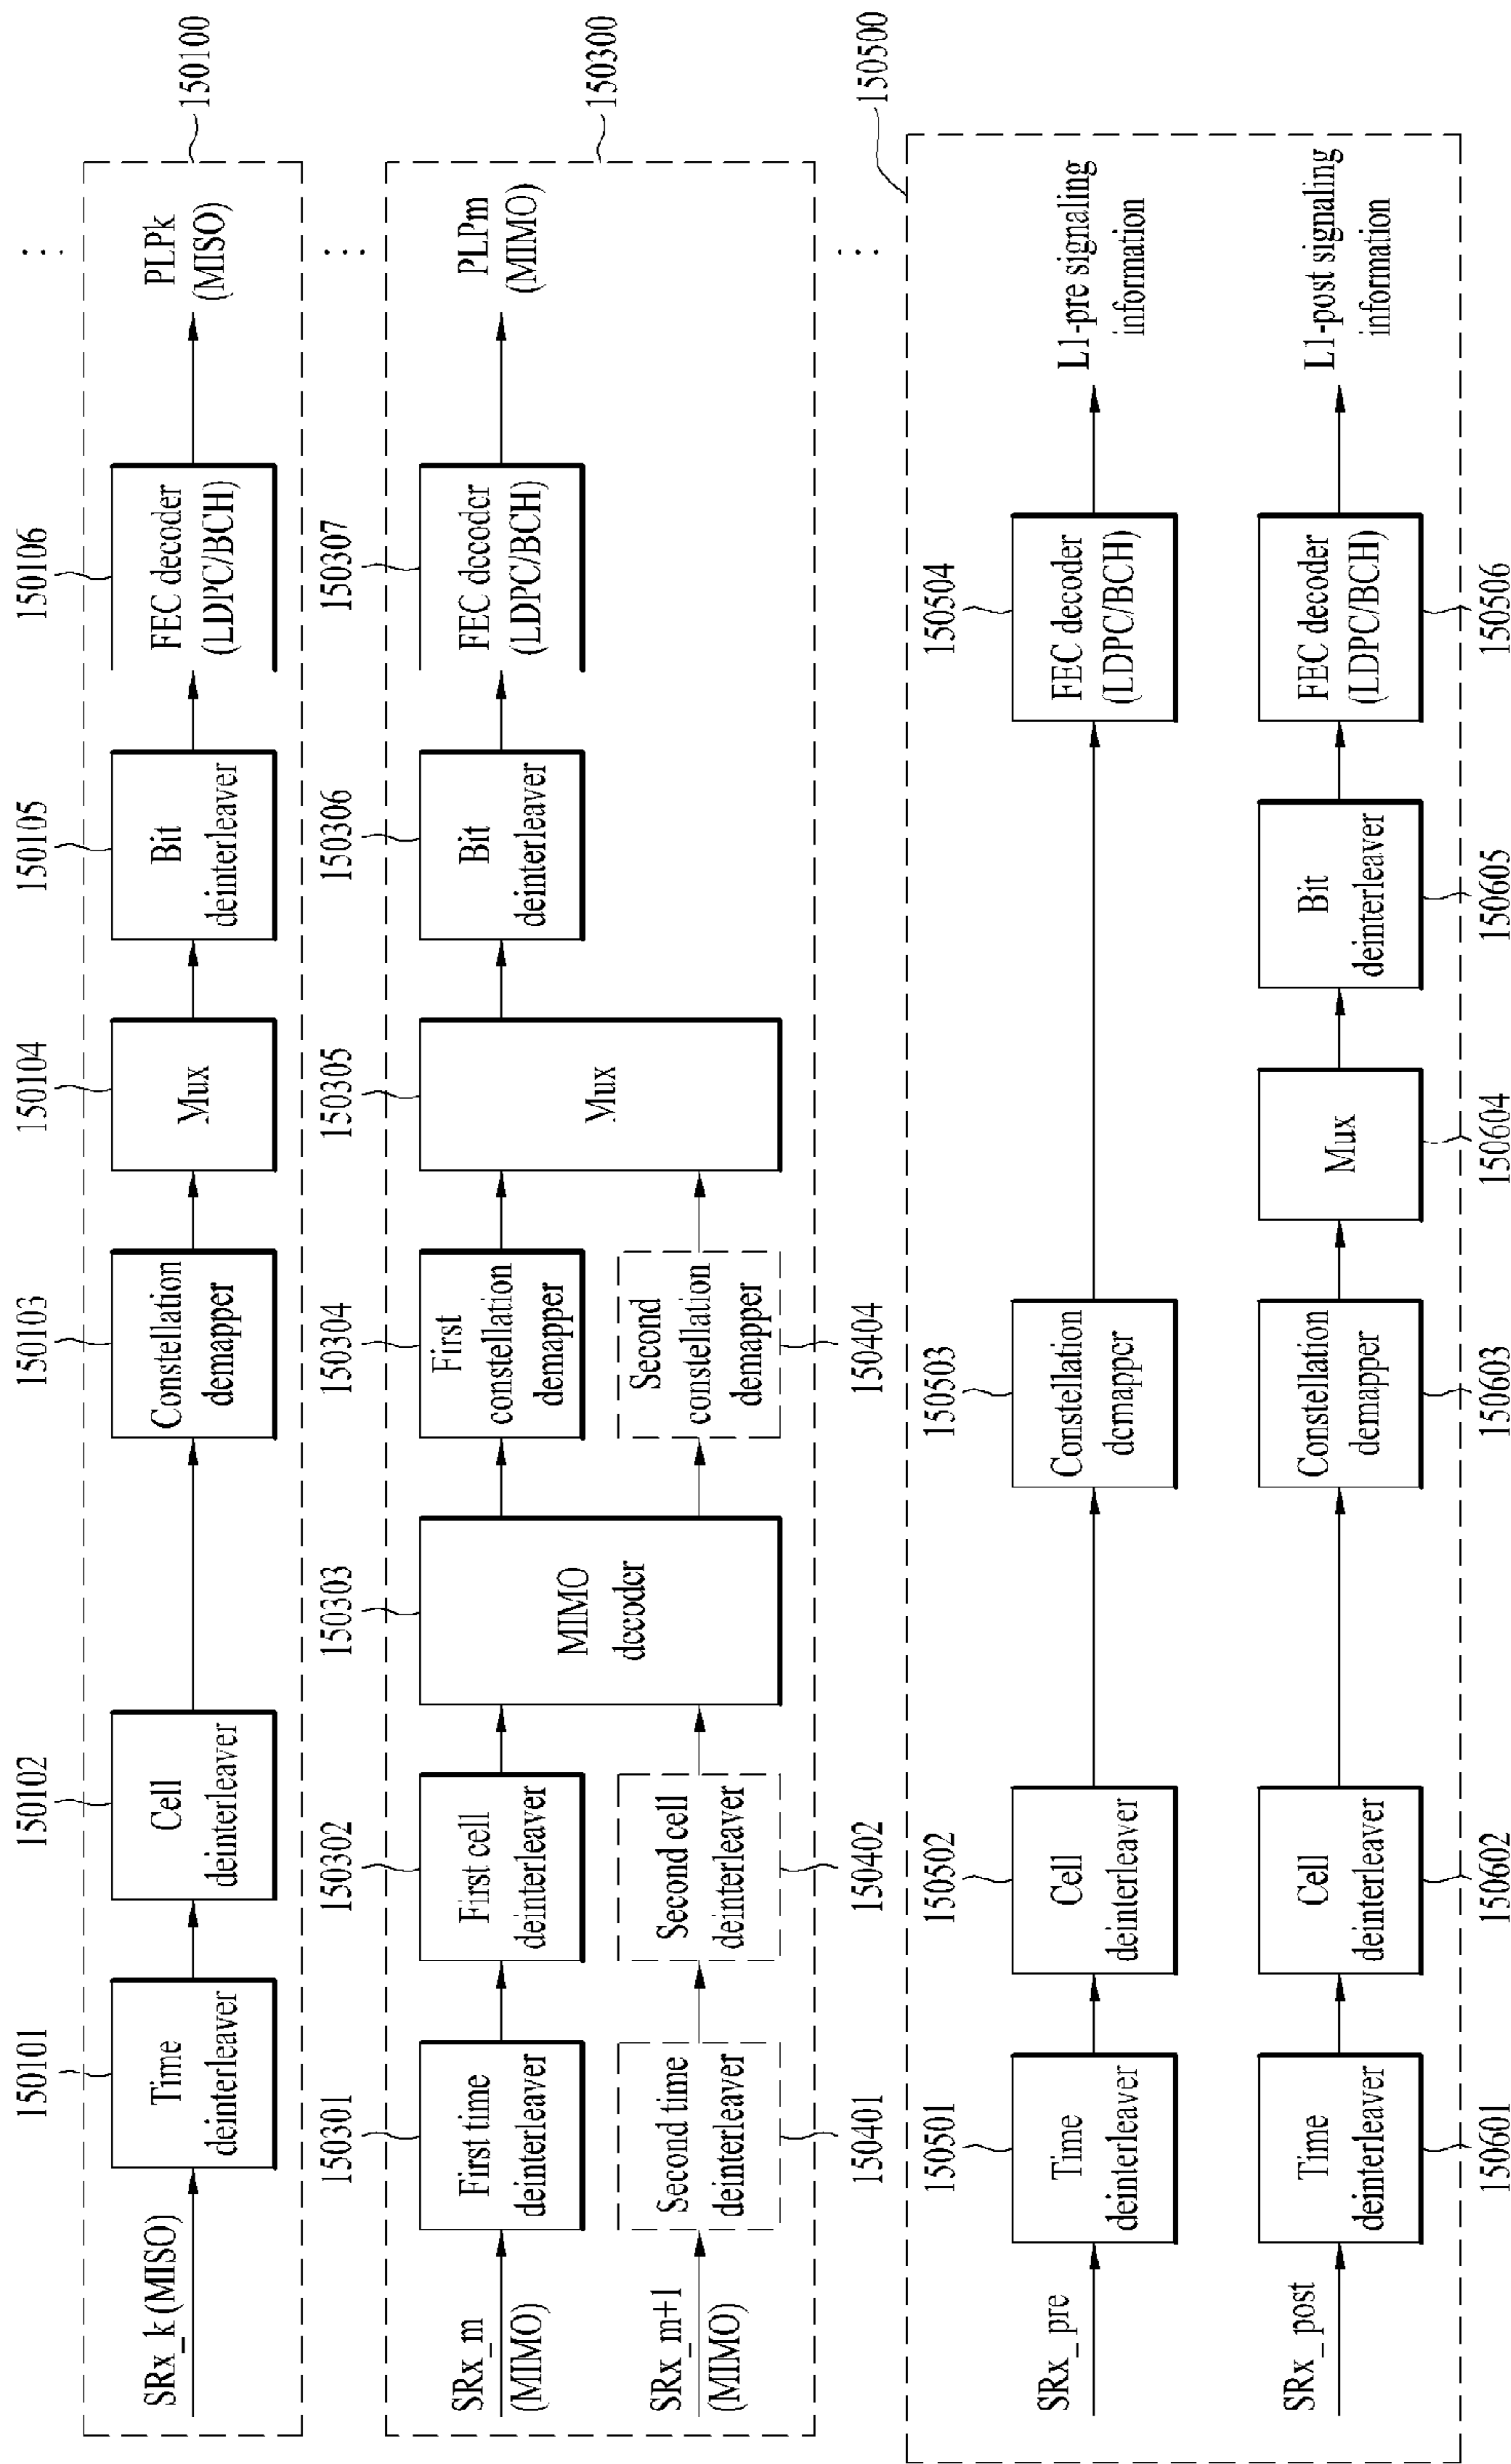 150101
150102
150103
150104
150105
150106
150100
SRx_k (MISO)
Time
deinterleaver
Cell
deinterleaver
Constellation
demapper
Mux
Bit
deinterleaver
FEC decoder
(LDPC/BCH)
PLPk
(MISO)
150301
150302
150303
150304
150305
150306
150307
150300
SRx_m
(MIMO)
First time
deinterleaver
First cell
deinterleaver
MIMO
decoder
First
constellation
demapper
Mux
Bit
deinterleaver
FEC decoder
(LDPC/BCH)
PLPm
(MIMO)
SRx_m+1
(MIMO)
Second time
deinterleaver
Second cell
deinterleaver
Second
constellation
demapper
150401
150402
150404
150500
150501
150502
150503
150504
SRx_pre
Time
deinterleaver
Cell
deinterleaver
Constellation
demapper
FEC decoder
(LDPC/BCH)
L1-pre signaling
information
SRx_post
Time
deinterleaver
Cell
deinterleaver
Constellation
demapper
Mux
Bit
deinterleaver
FEC decoder
(LDPC/BCH)
L1-post signaling
information
150601
150602
150603
150604
150605
150506